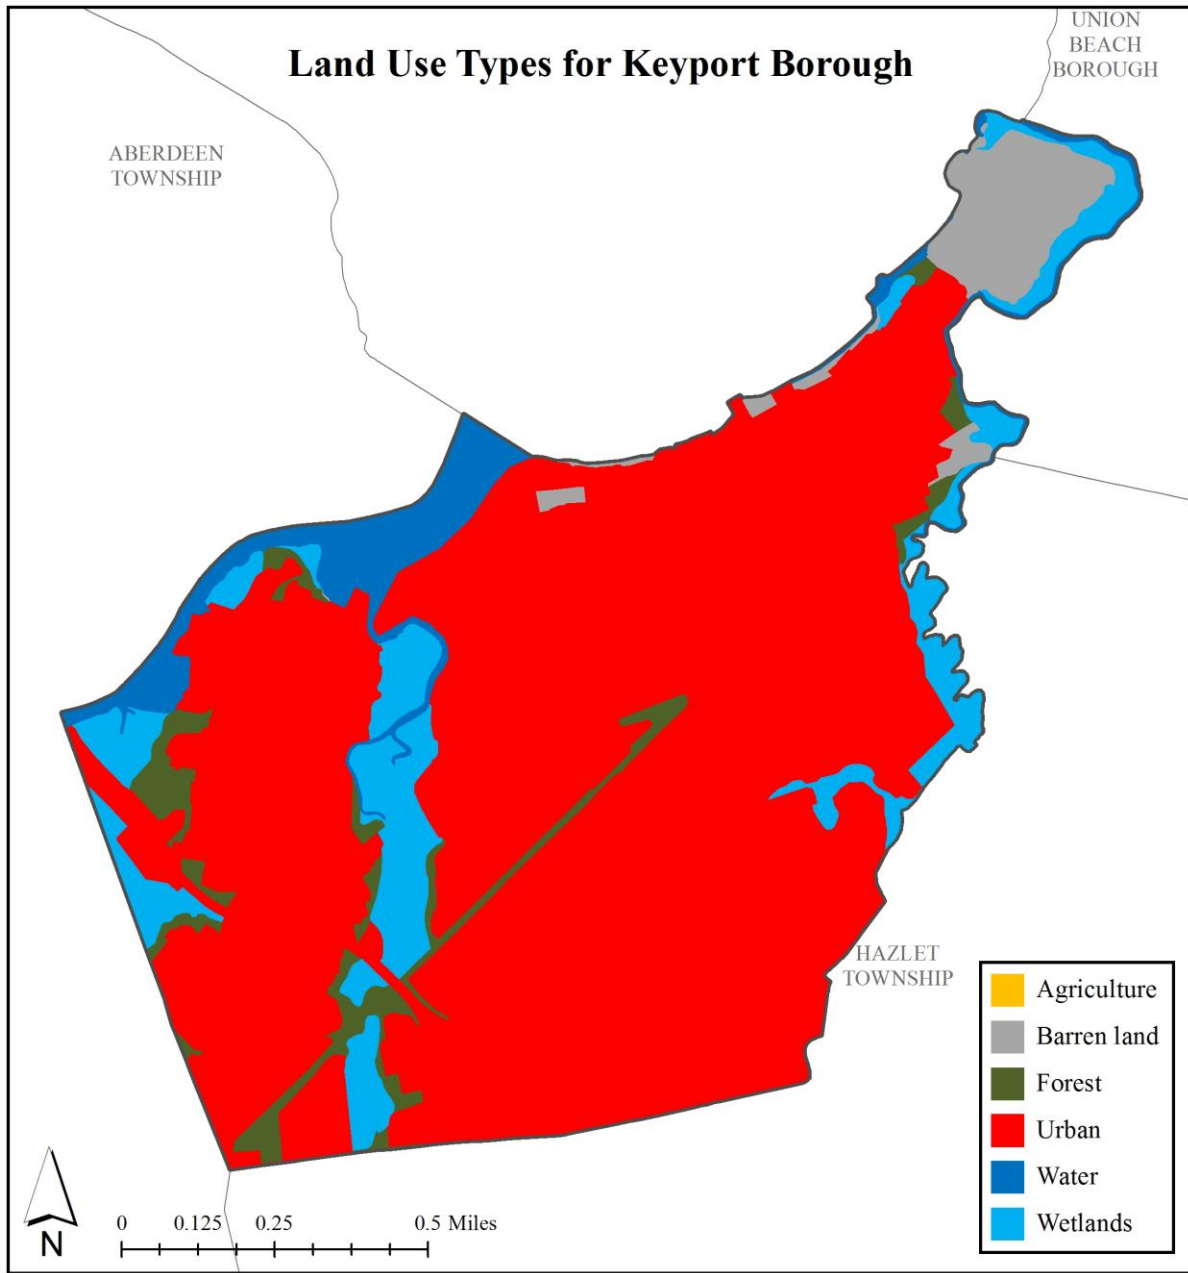 Land Use Types for Keyport Borough
UNION
BEACH
BOROUGH
ABERDEEN
TOWNSHIP
HAZLET
TOWNSHIP
Agriculture
Barren land
Forest
Urban
Water
Wetlands
N
0 0.125 0.25 0.5 Miles